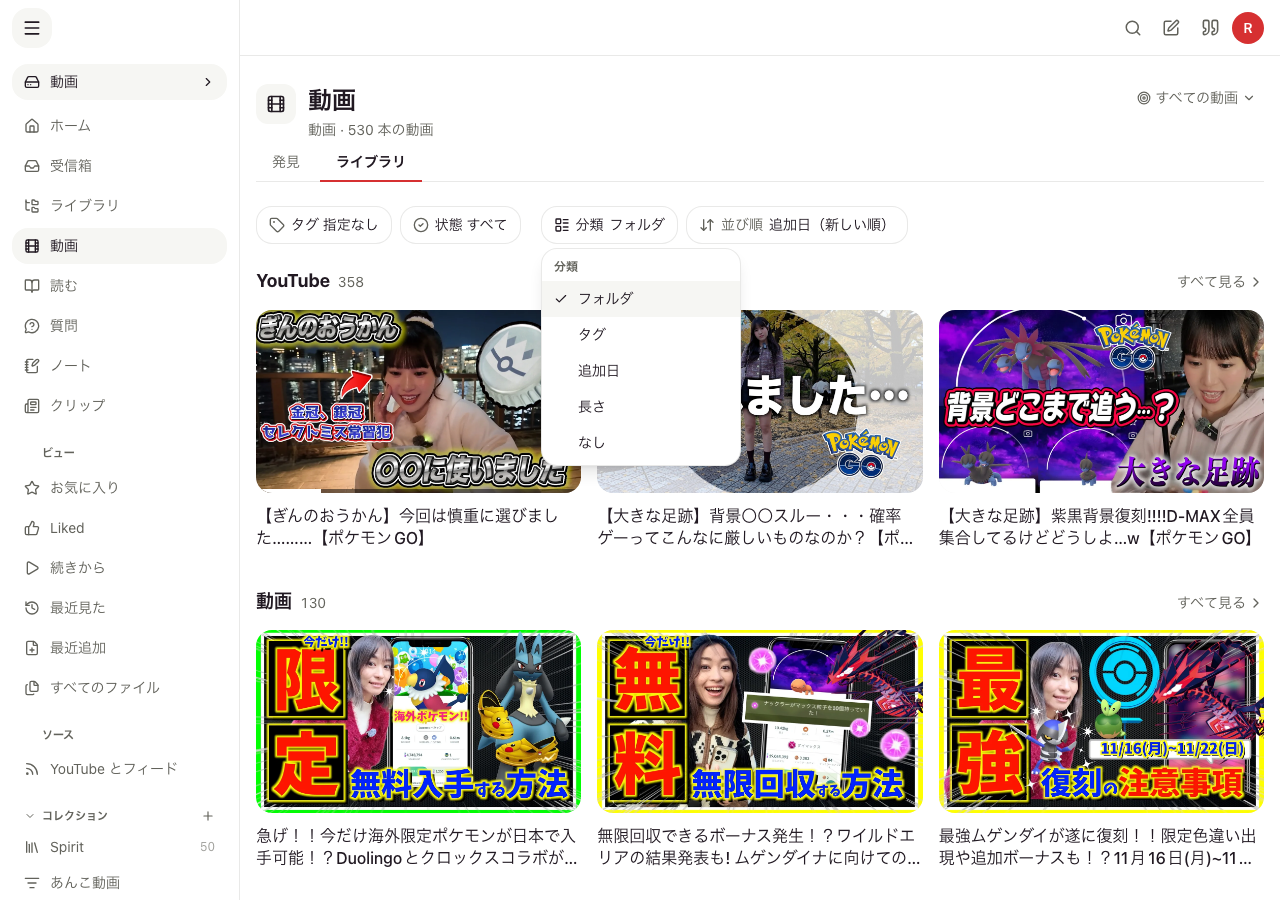 R
動画
ホーム
受信箱
ライブラリ
動画
読む
質問
ノート
クリップ
ビュー
お気に入り
Liked
続きから
最近見た
最近追加
すべてのファイル
ソース
YouTube とフィード
コレクション
Spirit 50
あんこ動画
動画
動画 · 530 本の動画
すべての動画
発見 ライブラリ
タグ 指定なし 状態 すべて 分類 フォルダ 並び順 追加日（新しい順）
分類
フォルダ
タグ
追加日
長さ
なし
YouTube 358 すべて見る
ぎんのおうかん
金冠、銀冠
セレクトミス常習犯
〇〇に使いました
ました…
Pokémon
GO
Pokémon
GO
背景どこまで追う…?
大きな足跡
【ぎんのおうかん】今回は慎重に選びまし
た………【ポケモンGO】
【大きな足跡】背景〇〇スルー・・・確率
ゲーってこんなに厳しいものなのか？【ポ…
【大きな足跡】紫黒背景復刻!!!!D-MAX全員
集合してるけどどうしよ…w【ポケモンGO】
動画 130 すべて見る
今だけ!!
限定
海外ポケモン!!
無料入手する方法
今だけ!!
無料
ナックラーがマックス粒子を10個持っていた！
無限回収する方法
最強
11/16(月)~11/22(日)
復刻の注意事項
急げ！！今だけ海外限定ポケモンが日本で入
手可能！？Duolingoとクロックスコラボが…
無限回収できるボーナス発生！？ワイルドエ
リアの結果発表も! ムゲンダイナに向けての…
最強ムゲンダイが遂に復刻！！限定色違い出
現や追加ボーナスも！？11月16日(月)~11…